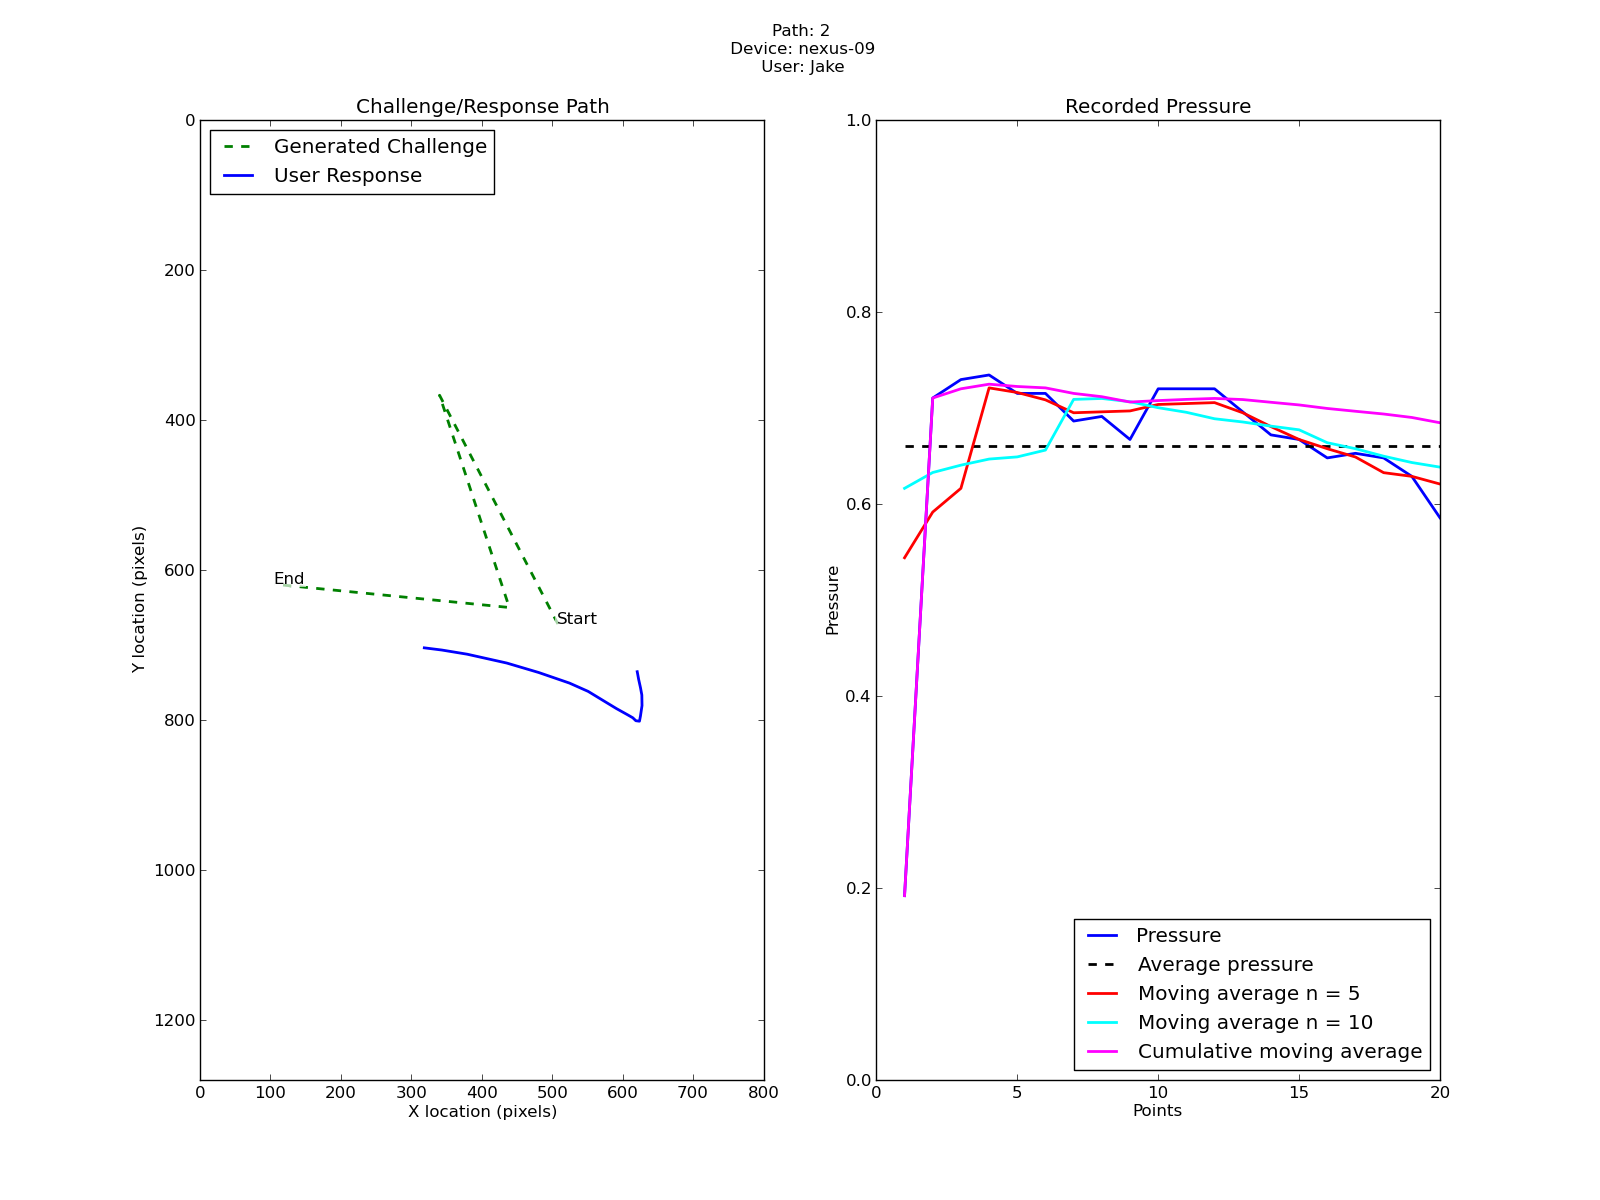 Path: 2
Device: nexus-09
User: Jake
Challenge/Response Path
Generated Challenge
User Response
0
200
400
600
800
1000
1200
Y location (pixels)
End
Start
0 100 200 300 400 500 600 700 800
X location (pixels)
Recorded Pressure
1.0
0.8
0.6
0.4
0.2
0.0
Pressure
Pressure
Average pressure
Moving average n = 5
Moving average n = 10
Cumulative moving average
0 5 10 15 20
Points